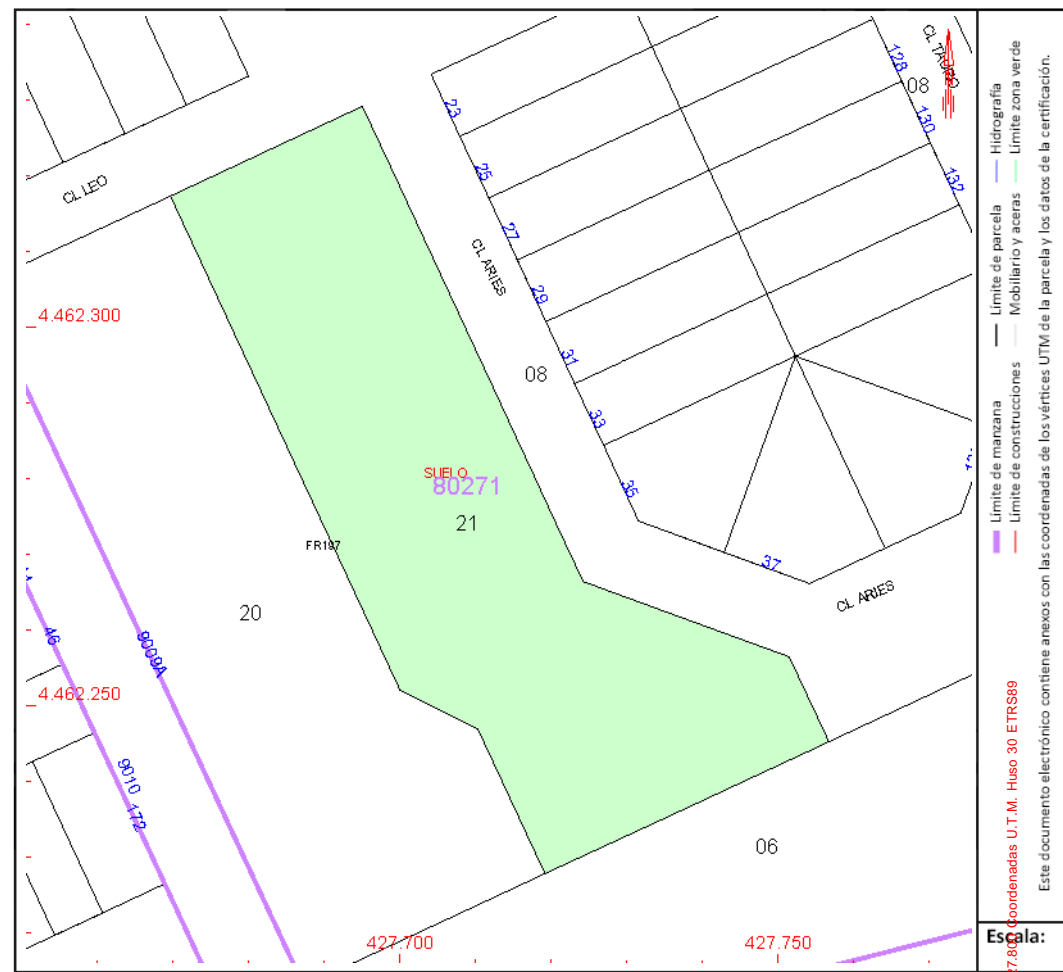 CL TAURO
128
08
130
132
23
25
27
29
31
33
35
37
CL LEO
CL ARIES
4.462.300
08
SUELO
80271
21
FR187
20
CL ARIES
46
9009A
4.462.250
9010
172
06
427.700
427.750
Límite de manzana
Límite de parcela
Hidrografía
Límite de construcciones
Mobiliario y aceras
Límite zona verde
Coordenadas U.T.M. Huso 30 ETRS89
Este documento electrónico contiene anexos con las coordenadas de los vértices UTM de la parcela y los datos de la certificación.
Escala: